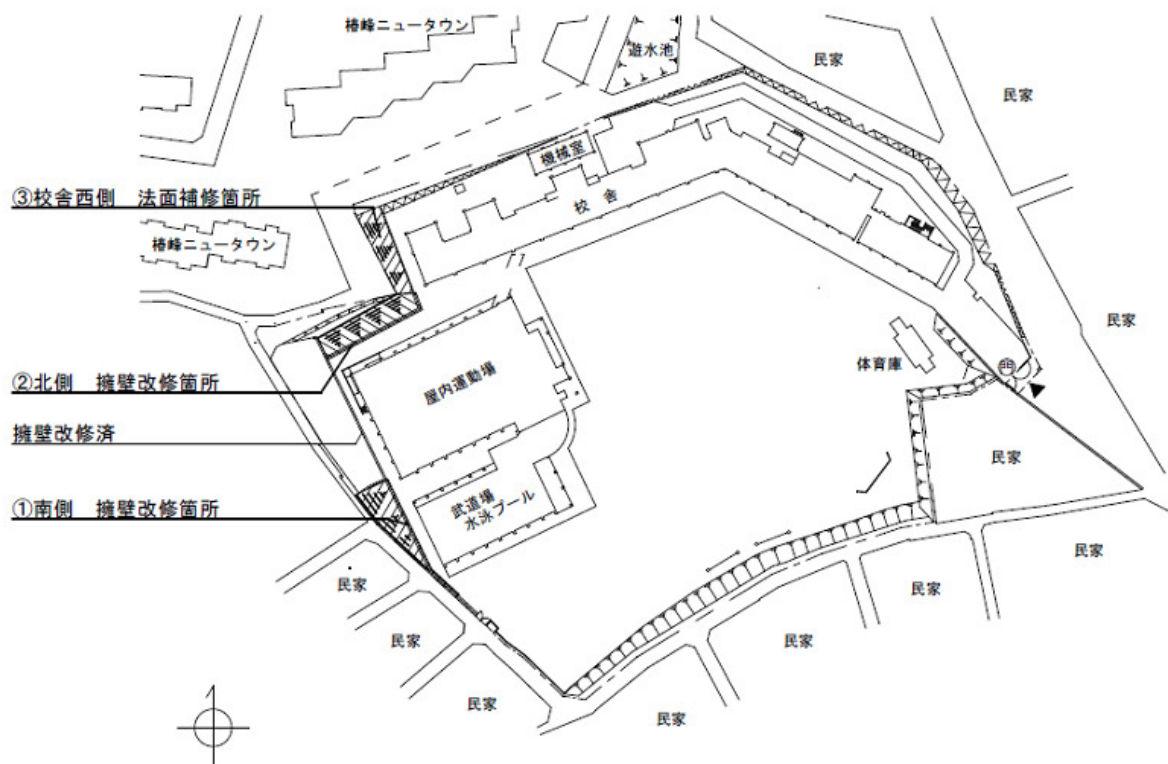 椿峰ニュータウン
遊水池
民家
民家
機械室
③校舎西側　法面補修箇所
校舎
椿峰ニュータウン
民家
体育庫
門
②北側　擁壁改修箇所
屋内運動場
擁壁改修済
民家
武道場
水泳プール
①南側　擁壁改修箇所
民家
民家
民家
民家
民家
民家
民家